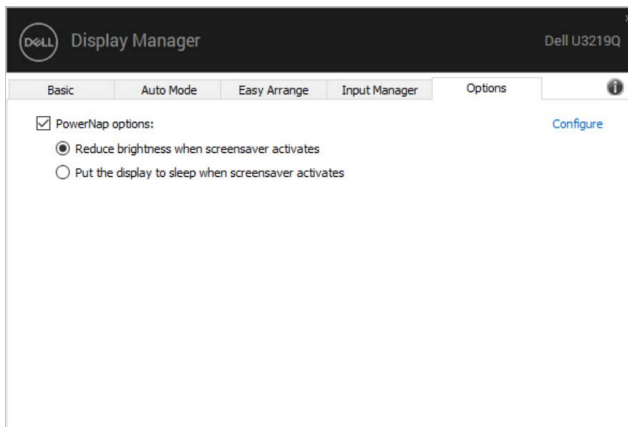 DELL Display Manager Dell U3219Q
Basic Auto Mode Easy Arrange Input Manager Options
PowerNap options: Configure
Reduce brightness when screensaver activates
Put the display to sleep when screensaver activates